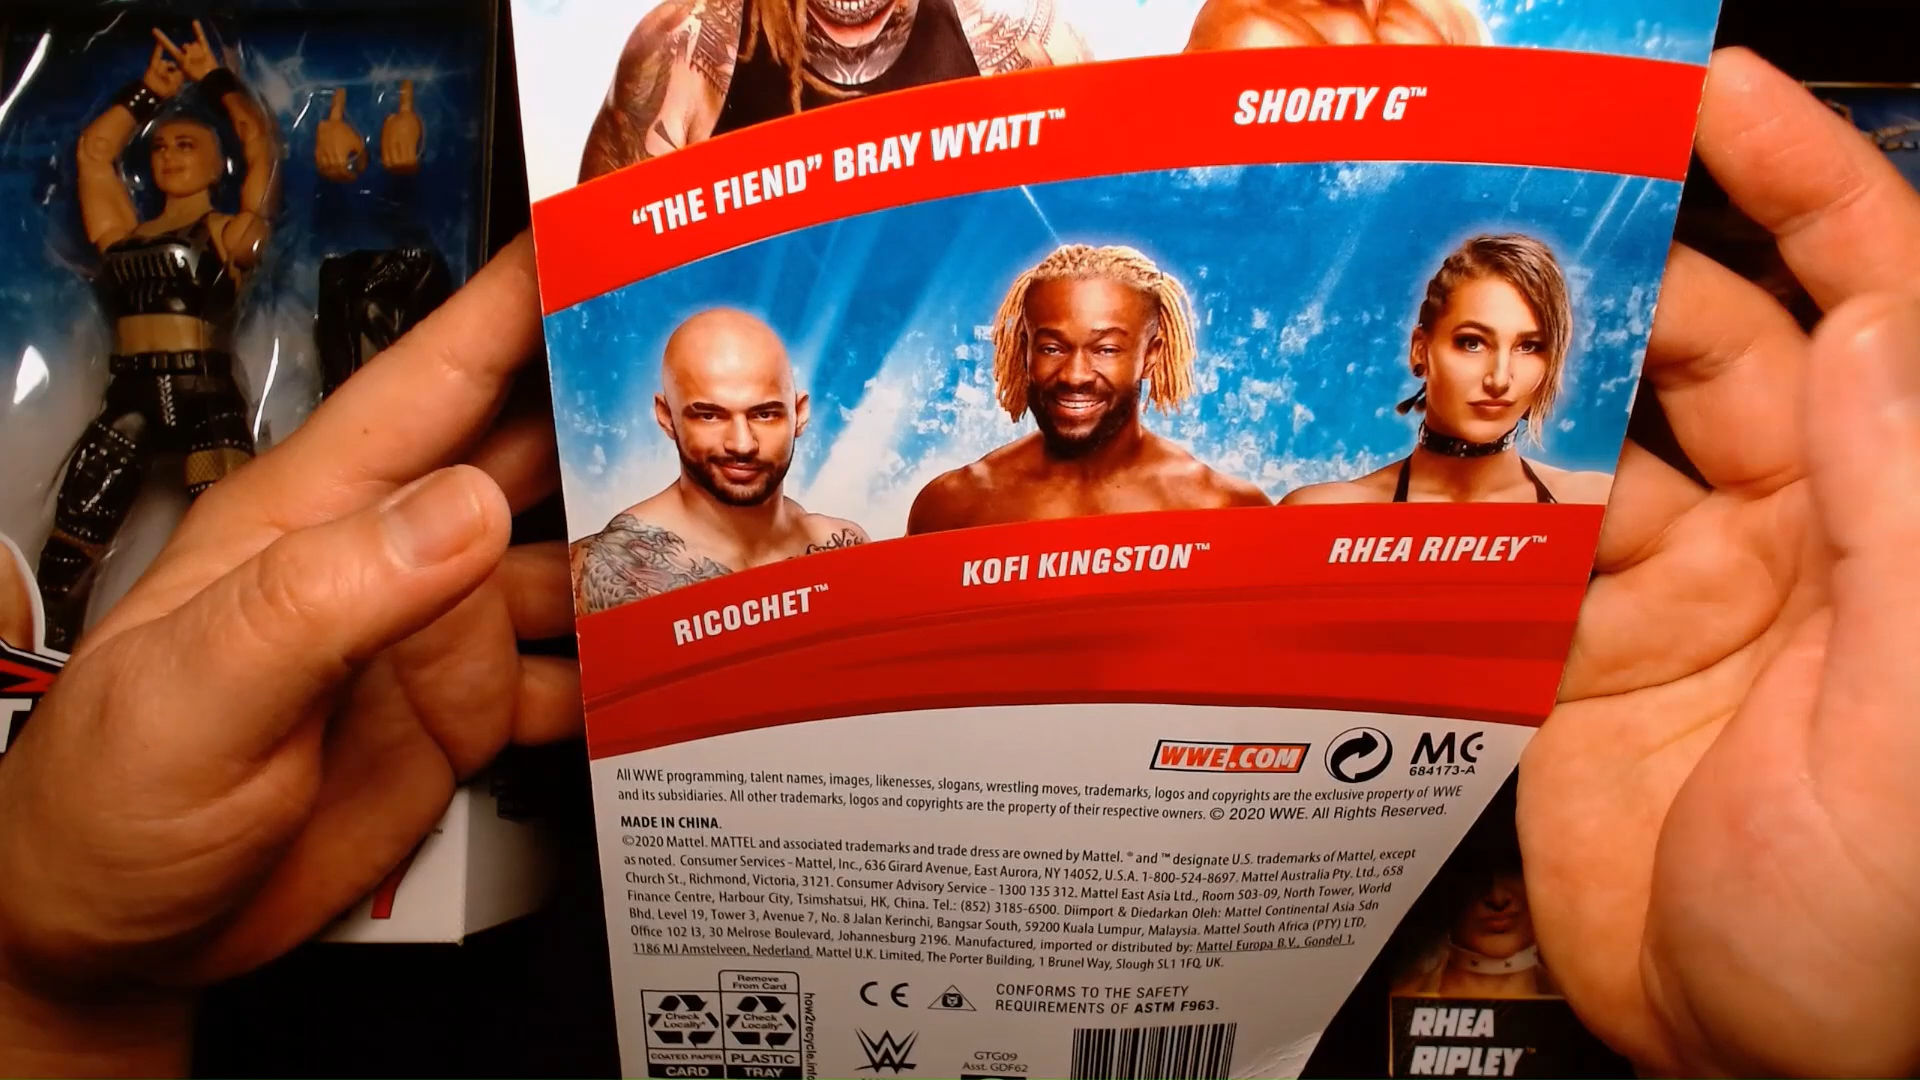 "THE FIEND" BRAY WYATT™
SHORTY G™
RICOCHET™
KOFI KINGSTON™
RHEA RIPLEY™
WWE.COM
MC
684173-A
All WWE programming, talent names, images, likenesses, slogans, wrestling moves, trademarks, logos and copyrights are the exclusive property of WWE
and its subsidiaries. All other trademarks, logos and copyrights are the property of their respective owners. © 2020 WWE. All Rights Reserved.
MADE IN CHINA.
©2020 Mattel. MATTEL and associated trademarks and trade dress are owned by Mattel. ® and ™ designate U.S. trademarks of Mattel, except
as noted. Consumer Services - Mattel, Inc., 636 Girard Avenue, East Aurora, NY 14052, U.S.A. 1-800-524-8697. Mattel Australia Pty. Ltd., 658
Church St., Richmond, Victoria, 3121. Consumer Advisory Service - 1300 135 312. Mattel East Asia Ltd., Room 503-09, North Tower, World
Finance Centre, Harbour City, Tsimshatsui, HK, China. Tel.: (852) 3185-6500. Diimport & Diedarkan Oleh: Mattel Continental Asia Sdn
Bhd. Level 19, Tower 3, Avenue 7, No. 8 Jalan Kerinchi, Bangsar South, 59200 Kuala Lumpur, Malaysia. Mattel South Africa (PTY) LTD,
Office 102 I3, 30 Melrose Boulevard, Johannesburg 2196. Manufactured, imported or distributed by: Mattel Europa B.V., Gondel 1,
1186 MJ Amstelveen, Nederland. Mattel U.K. Limited, The Porter Building, 1 Brunel Way, Slough SL1 1FQ, UK.
Remove
From Card
Check
Locally*
Check
Locally*
COATED PAPER
PLASTIC
CARD
TRAY
how2recycle.info
CE
CONFORMS TO THE SAFETY
REQUIREMENTS OF ASTM F963.
W
GTG09
Asst. GDF62
RHEA
RIPLEY™